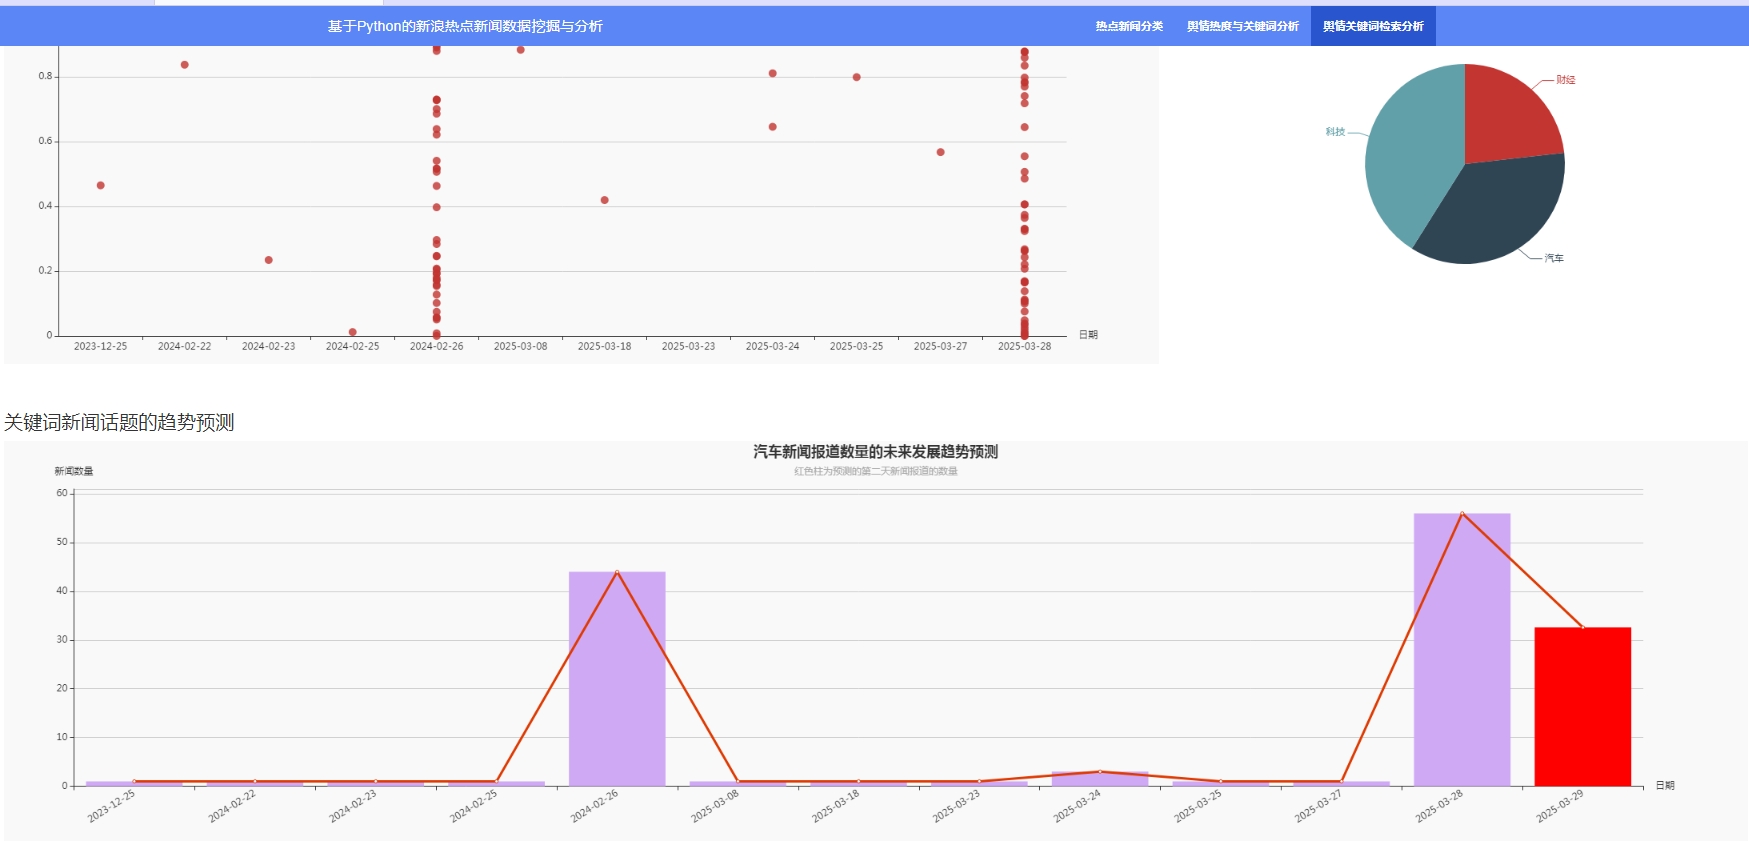 基于Python的新浪热点新闻数据挖掘与分析
热点新闻分类 舆情热度与关键词分析 舆情关键词检索分析
0.8
0.6
0.4
0.2
0
2023-12-25 2024-02-22 2024-02-23 2024-02-25 2024-02-26 2025-03-08 2025-03-18 2025-03-23 2025-03-24 2025-03-25 2025-03-27 2025-03-28
日期
财经
科技
汽车
关键词新闻话题的趋势预测
汽车新闻报道数量的未来发展趋势预测
红色柱为预测的第二天新闻报道的数量
新闻数量
60
50
40
30
20
10
0
2023-12-25 2024-02-22 2024-02-23 2024-02-25 2024-02-26 2025-03-08 2025-03-18 2025-03-23 2025-03-24 2025-03-25 2025-03-27 2025-03-28 2025-03-29
日期